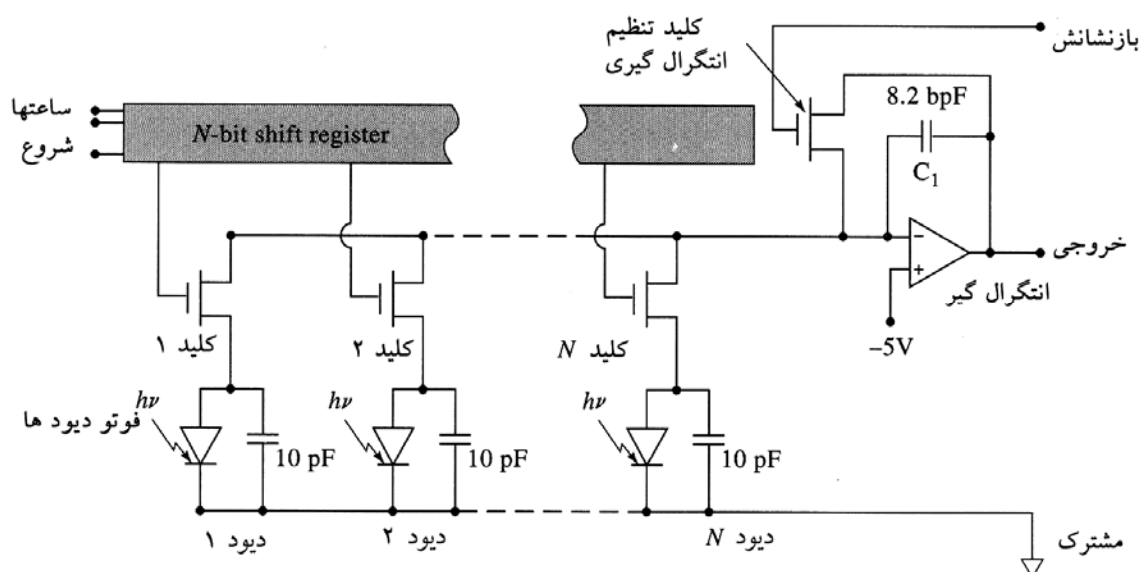 کلید تنظیم
انتگرال گیری
بازنشانش
8.2 bpF
C₁
ساعتها
شروع
N-bit shift register
خروجی
انتگرال گیر
−5V
کلید ۱
کلید ۲
کلید N
hν
hν
hν
فوتو دیود ها
10 pF
10 pF
10 pF
دیود ۱
دیود ۲
دیود N
مشترک